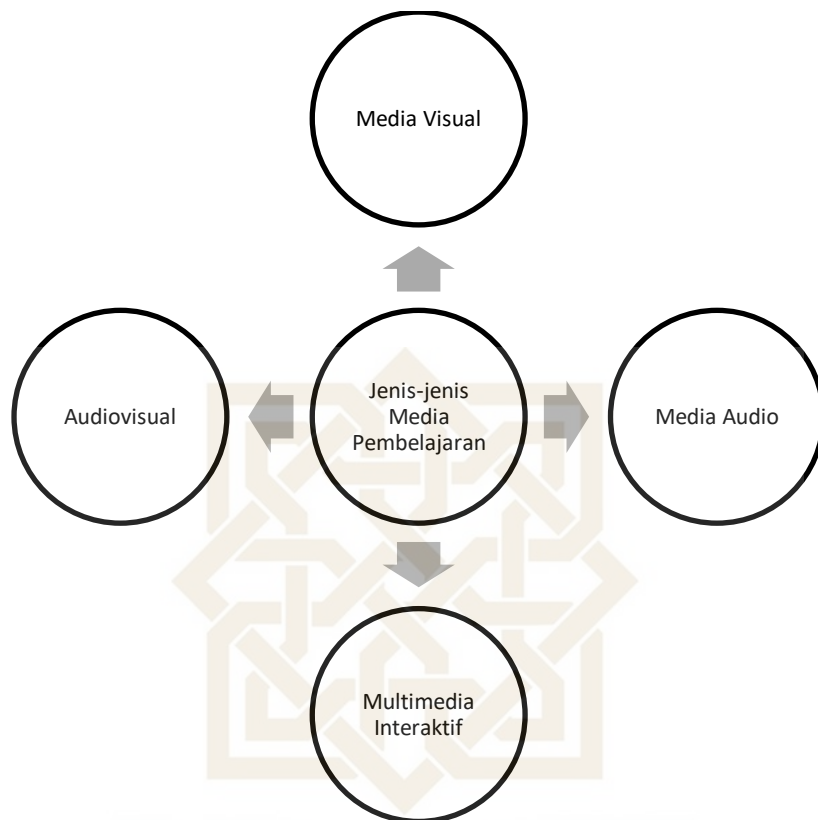 Media Visual
Audiovisual
Jenis-jenis
Media
Pembelajaran
Media Audio
Multimedia
Interaktif